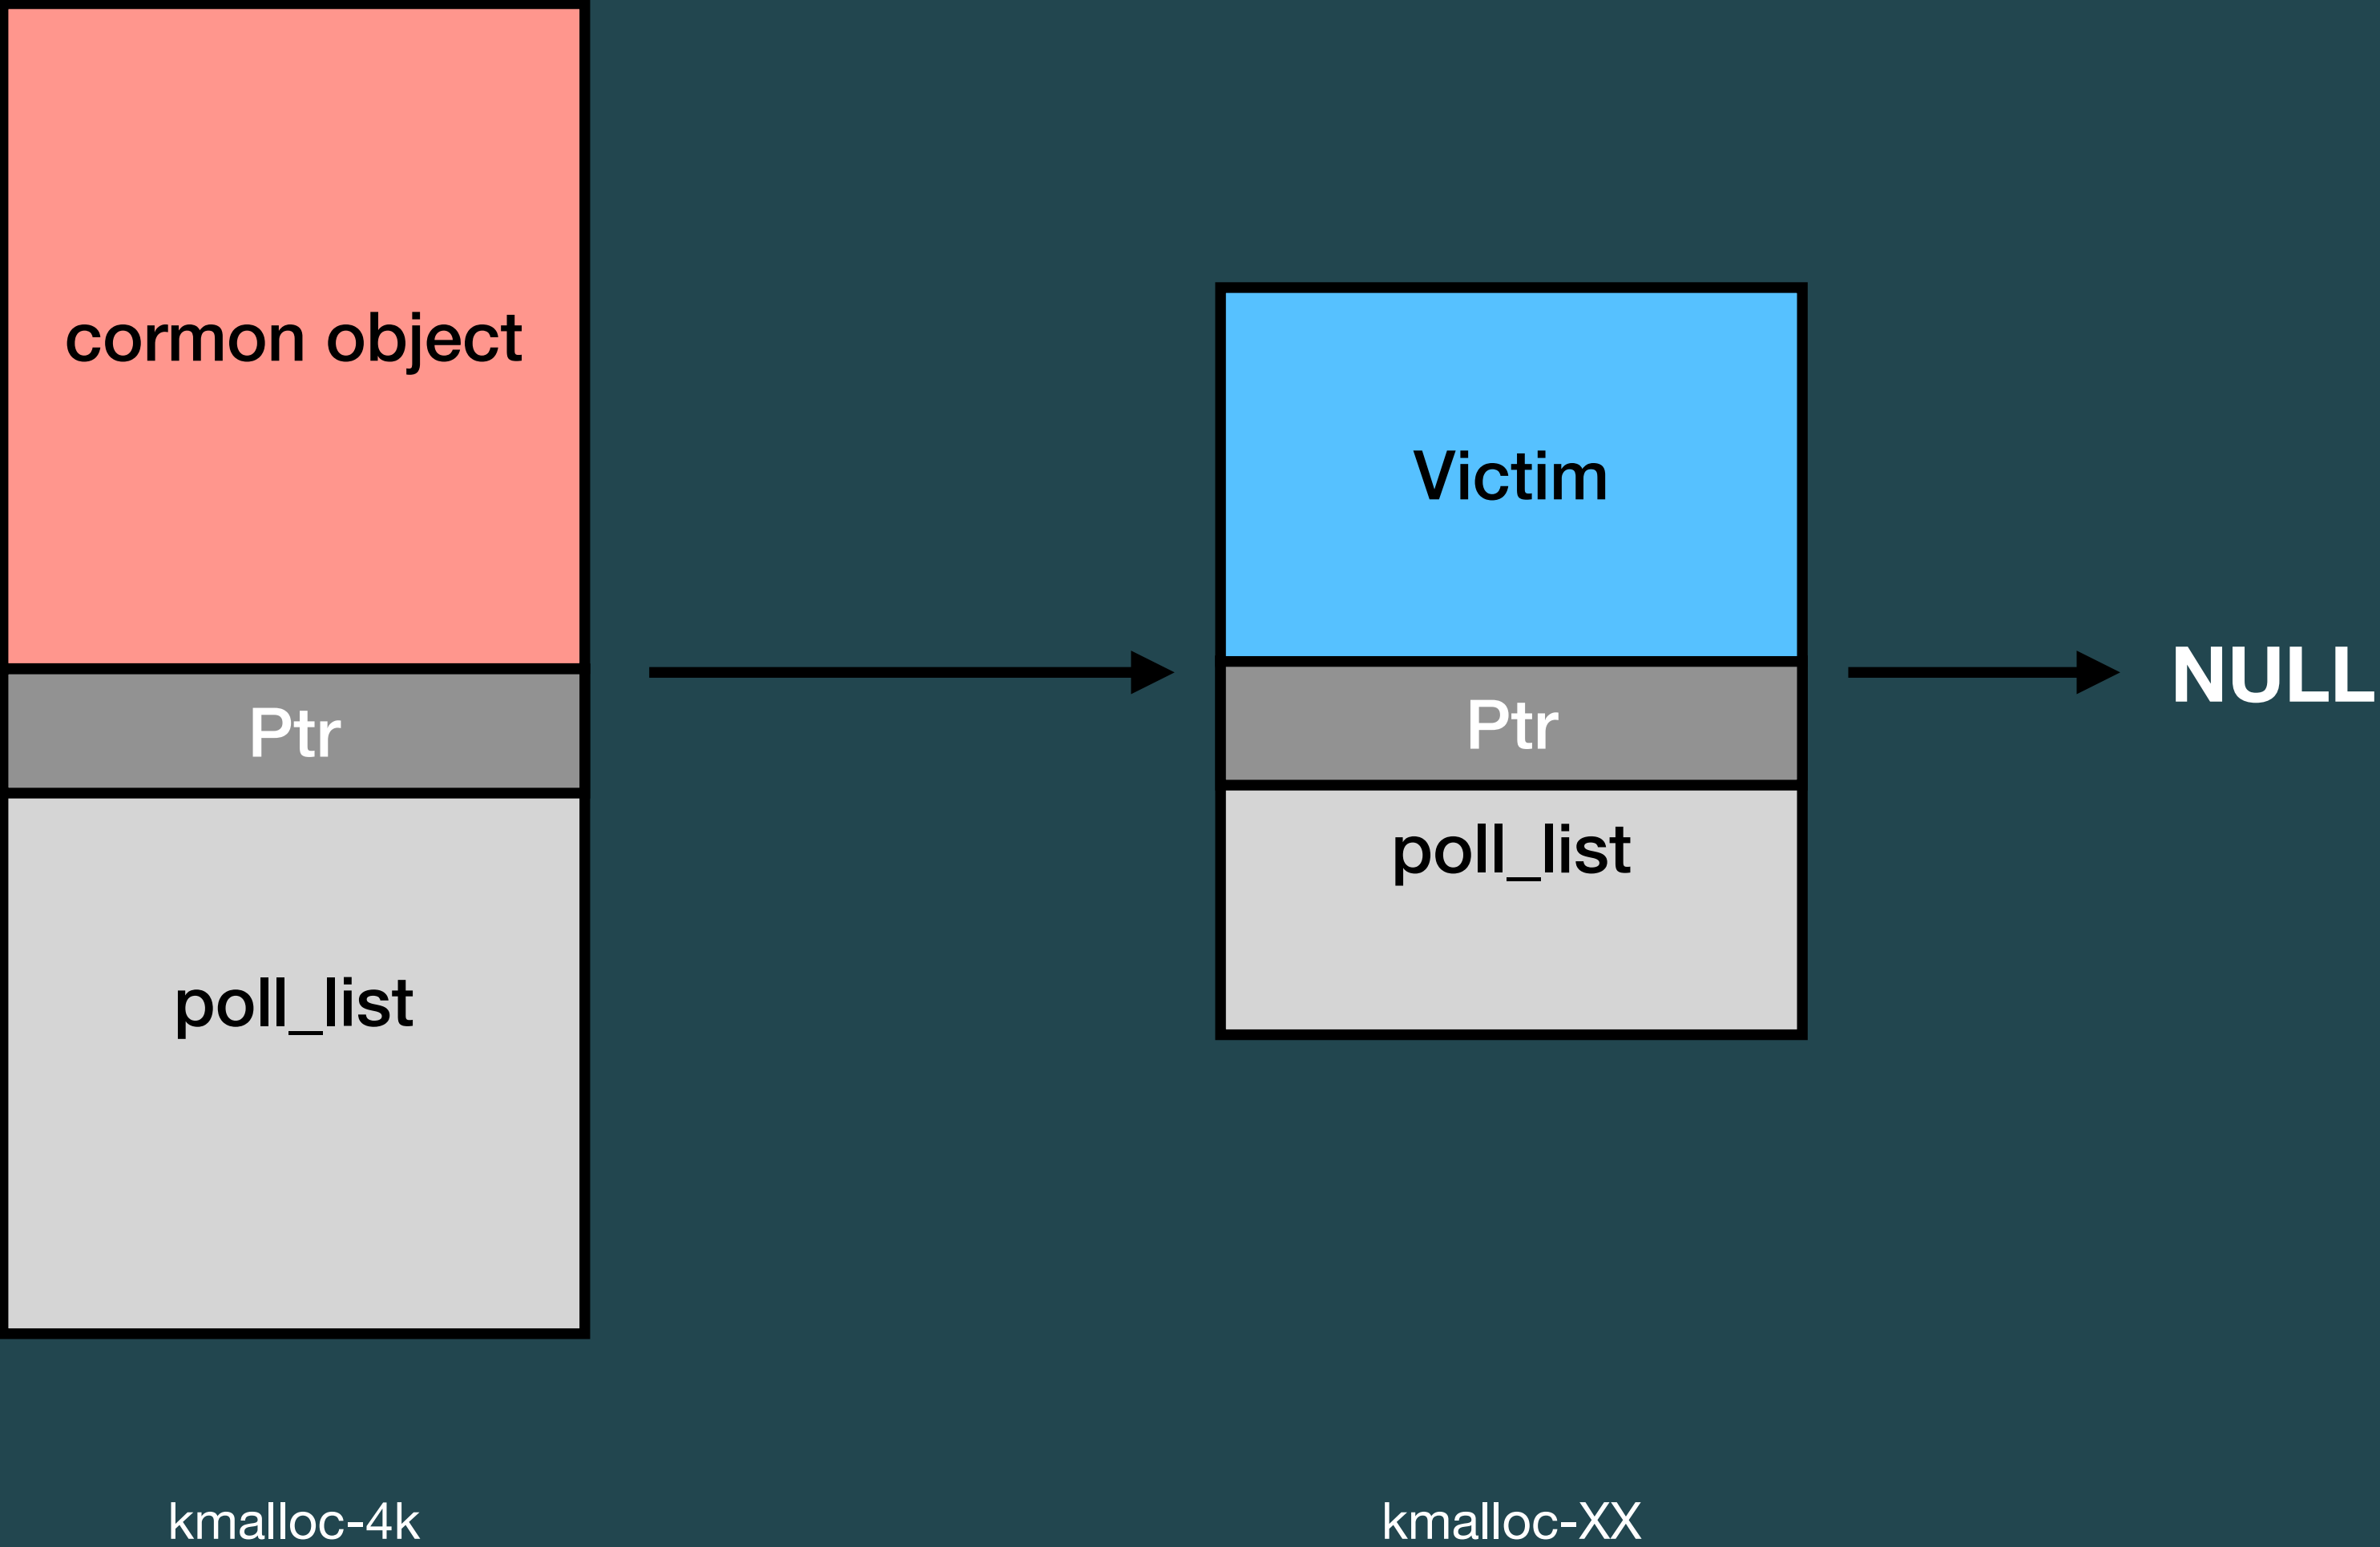 cormon object
Ptr
poll_list
kmalloc-4k
Victim
Ptr
poll_list
kmalloc-XX
NULL